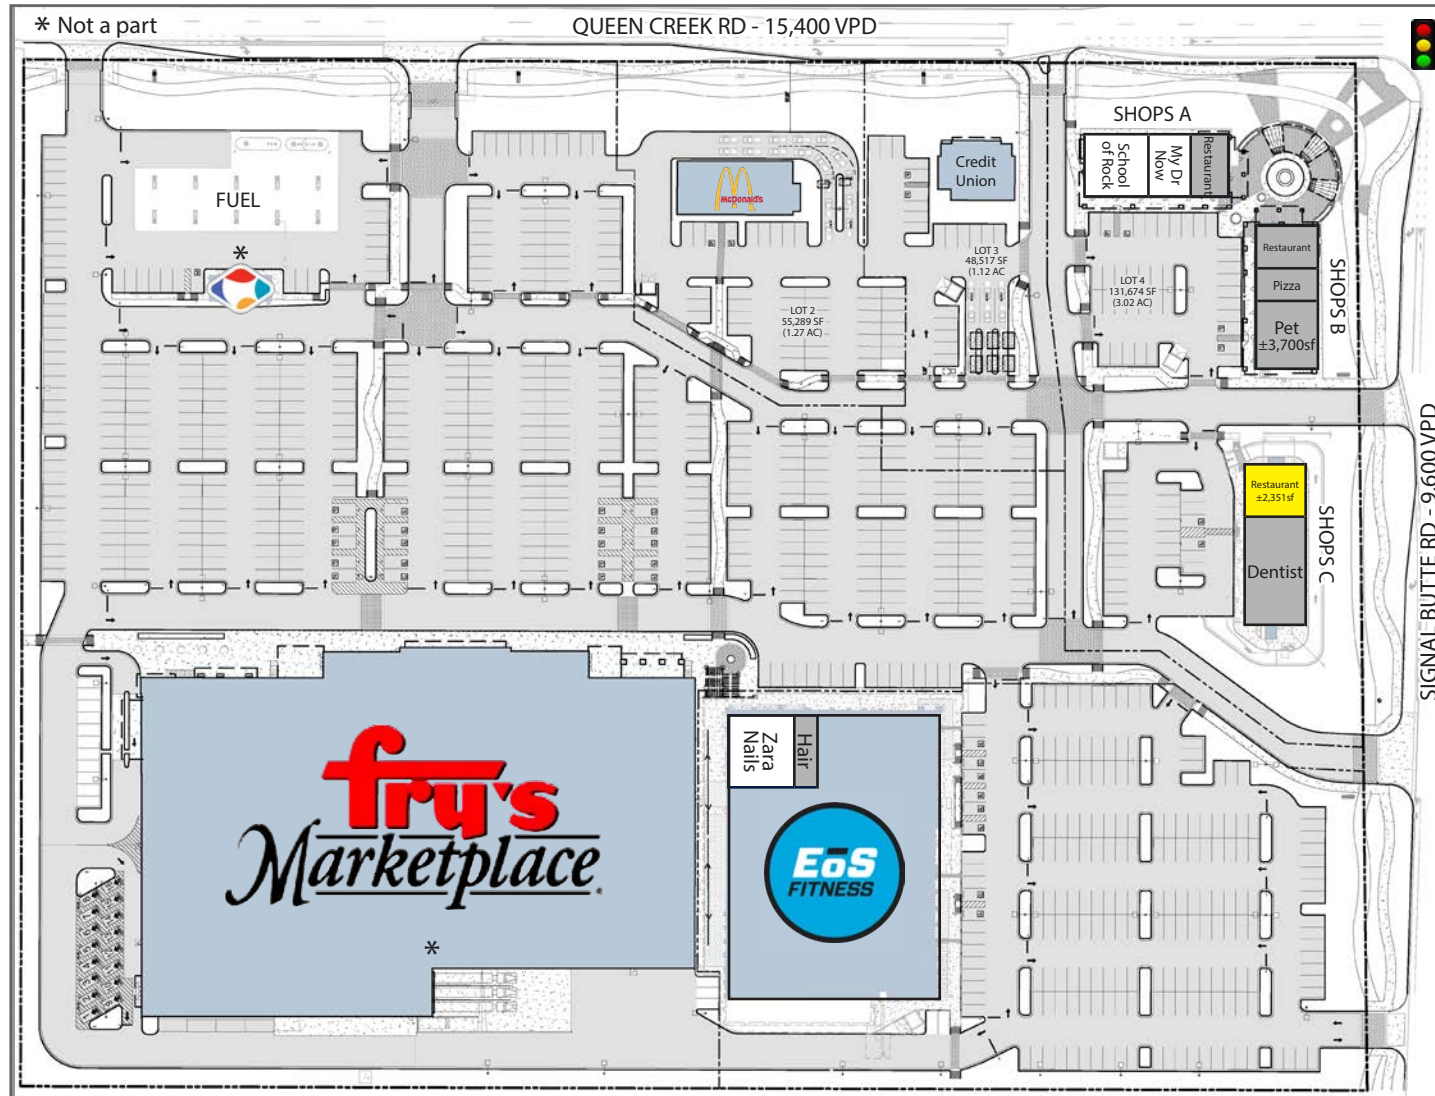 * Not a part
QUEEN CREEK RD - 15,400 VPD
SHOPS A
School
of Rock
My Dr
Now
Restaurant
Credit
Union
McDonald's
FUEL
*
LOT 3
48,517 SF
(1.12 AC
LOT 2
55,289 SF
(1.27 AC)
LOT 4
131,674 SF
(3.02 AC)
Restaurant
Pizza
Pet
±3,700sf
SHOPS B
SIGNAL BUTTE RD - 9,600 VPD
Restaurant
±2,351sf
Dentist
SHOPS C
fry's
Marketplace
*
Zara
Nails
Hair
EōS
FITNESS